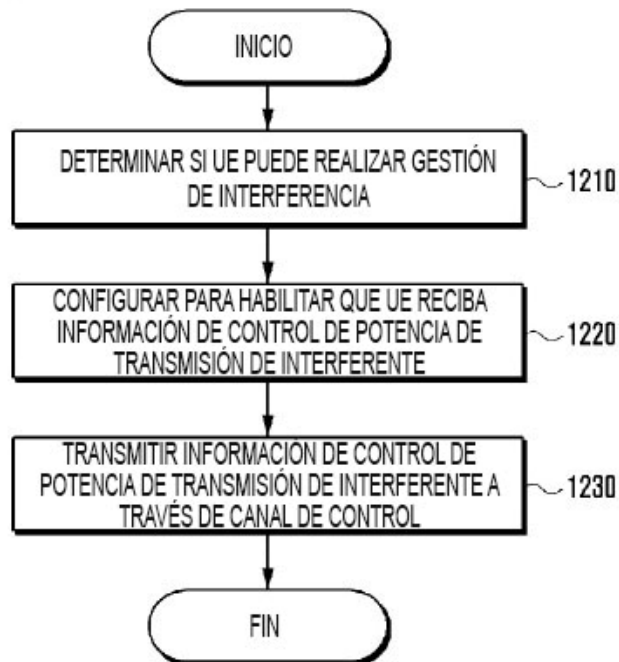 INICIO
DETERMINAR SI UE PUEDE REALIZAR GESTIÓN
DE INTERFERENCIA
1210
CONFIGURAR PARA HABILITAR QUE UE RECIBA
INFORMACIÓN DE CONTROL DE POTENCIA DE
TRANSMISIÓN DE INTERFERENTE
1220
TRANSMITIR INFORMACIÓN DE CONTROL DE
POTENCIA DE TRANSMISIÓN DE INTERFERENTE A
TRAVÉS DE CANAL DE CONTROL
1230
FIN